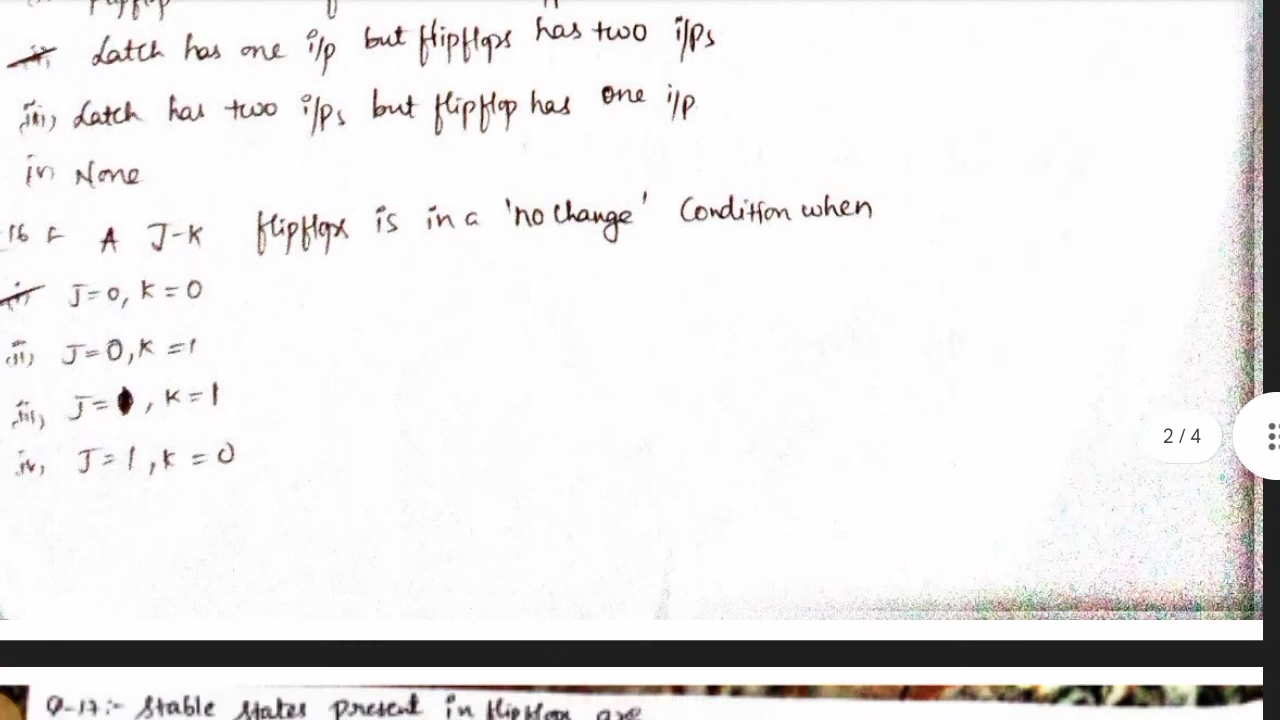 ii) Latch has one i/p but flipflops has two i/ps
iii) Latch has two i/ps but flipflop has one i/p
iv) None
16 :- A J-K flipflops is in a 'no change' Condition when
i) J=0, K=0
ii) J=0, K=1
iii) J= , K=1
iv) J=1, K=0
2 / 4
Q-17:- Stable states present in flipflop are